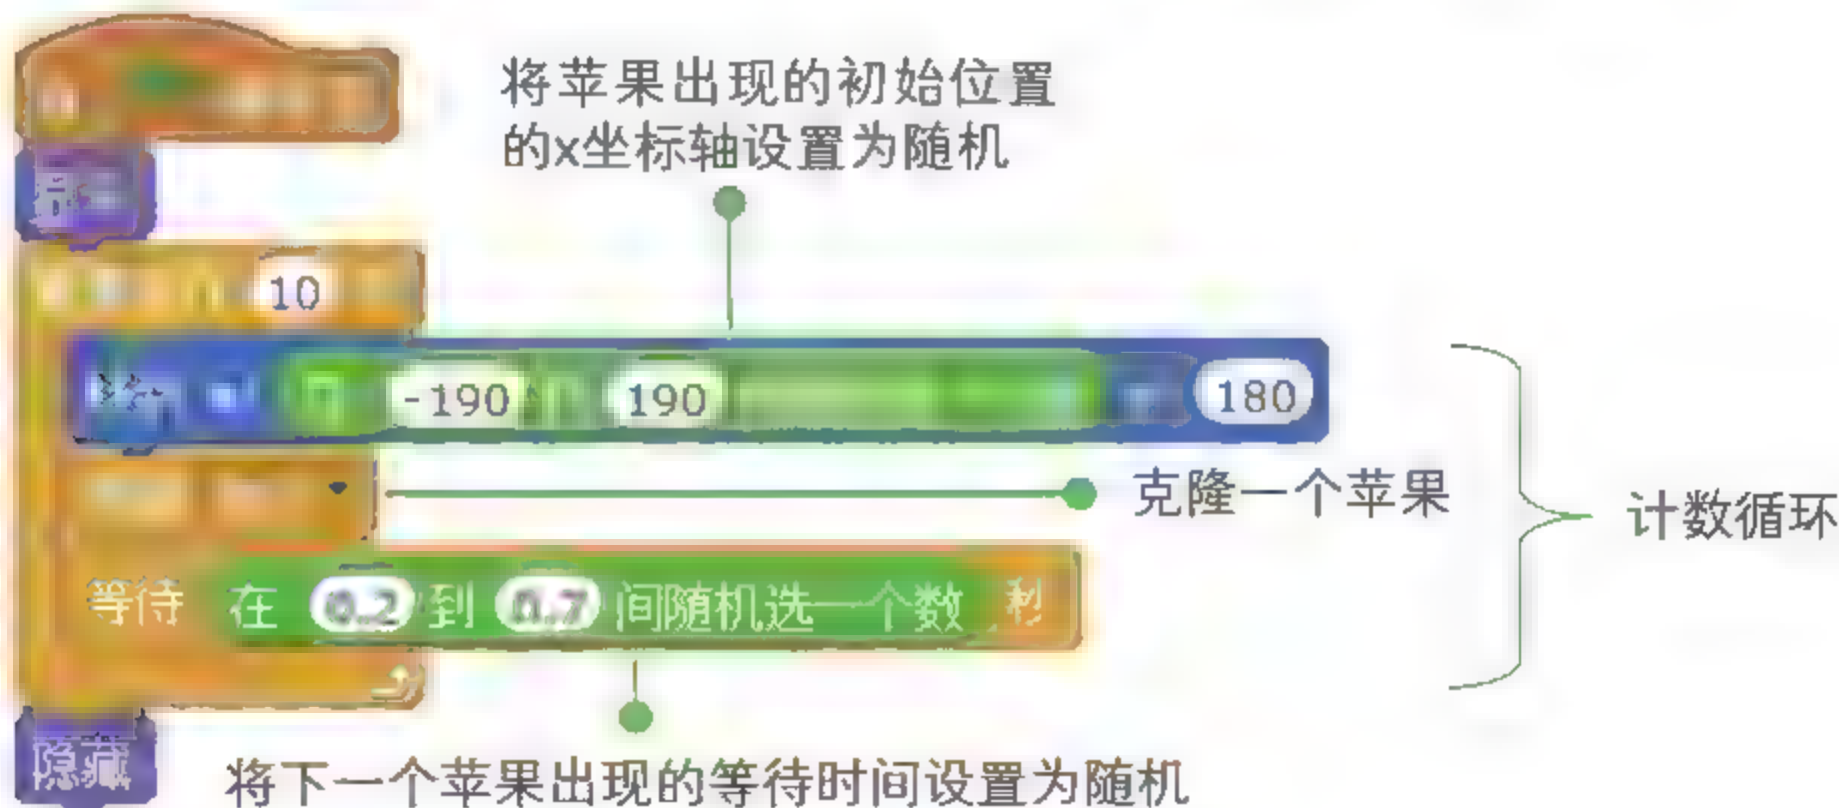 将苹果出现的初始位置
的x坐标轴设置为随机
10
-190 190 180
克隆一个苹果
计数循环
等待 在 0.2 到 0.7 间随机选一个数 秒
隐藏
将下一个苹果出现的等待时间设置为随机